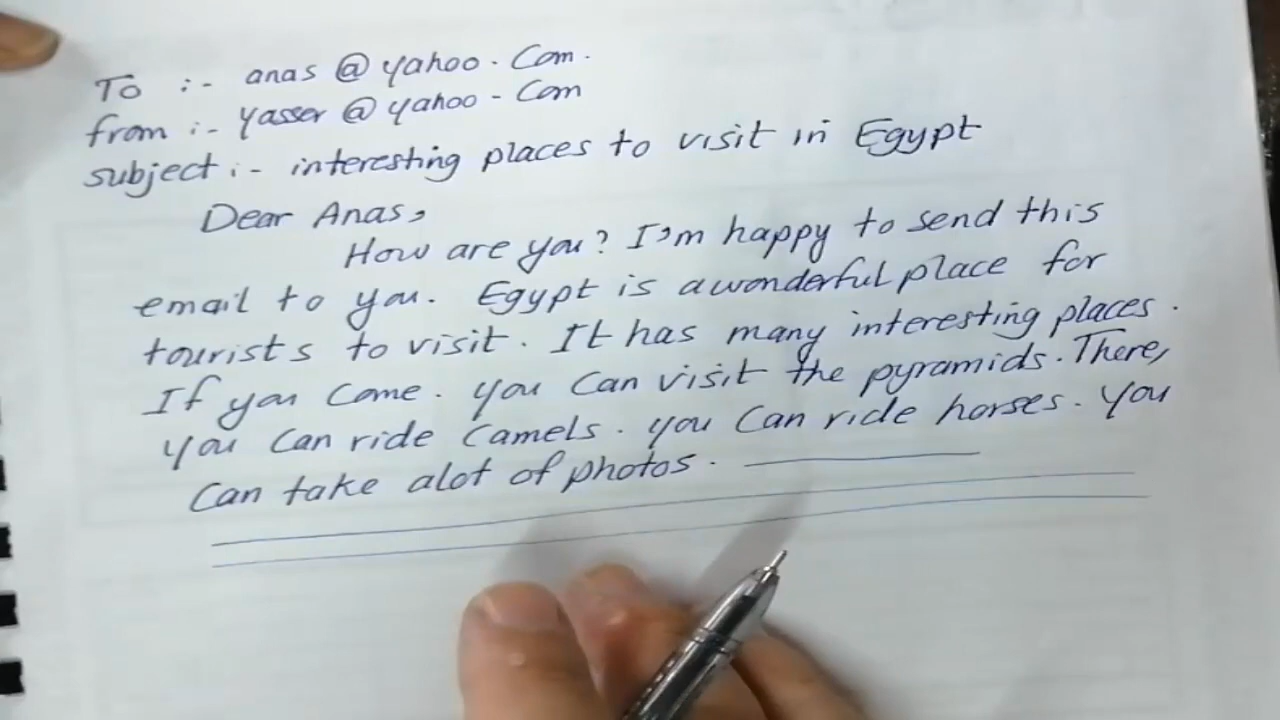 To :- anas @ yahoo . Com .
from :- yasser @ yahoo - Com
subject :- interesting places to visit in Egypt
Dear Anas,
How are you? I'm happy to send this
email to you. Egypt is a wonderful place for
tourists to visit. It has many interesting places.
If you come. you can visit the pyramids. There,
you can ride camels. you can ride horses. You
can take alot of photos.